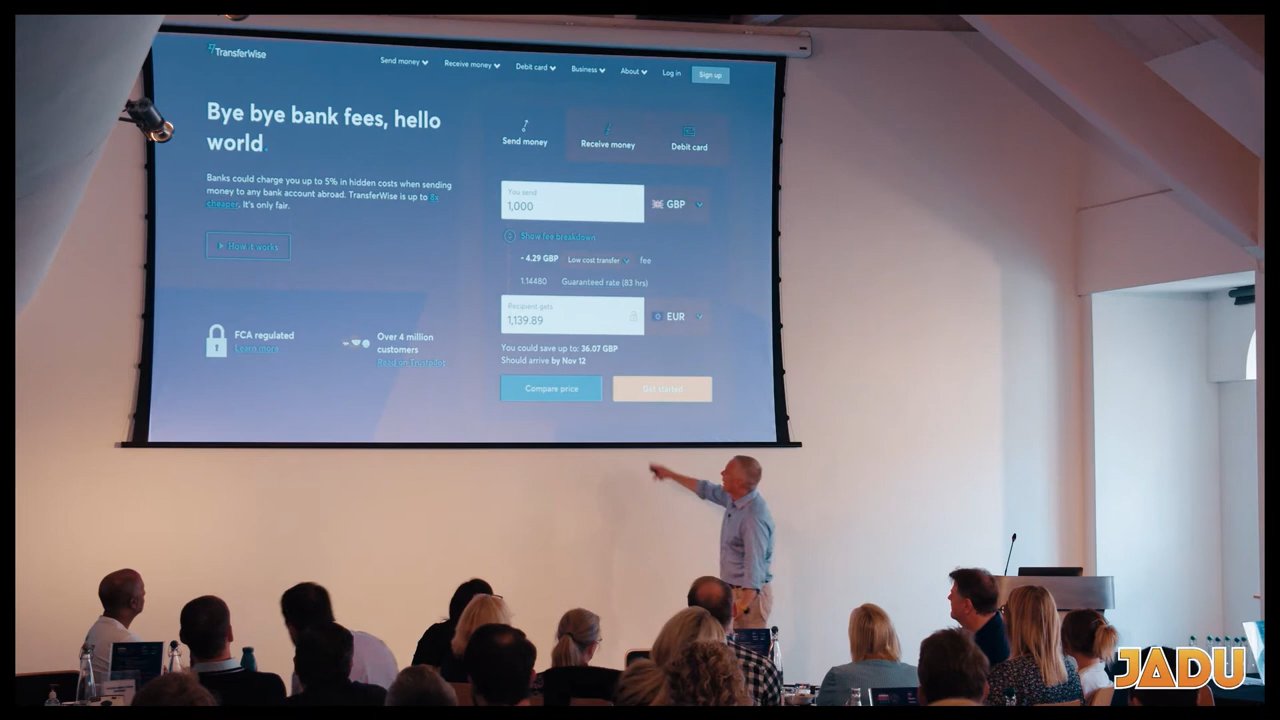 TransferWise
Send money
Receive money
Debit card
Business
About
Log in
Sign up
Bye bye bank fees, hello
world.
Banks could charge you up to 5% in hidden costs when sending
money to any bank account abroad. TransferWise is up to 8x
cheaper. It's only fair.
How it works
FCA regulated
Learn more
Over 4 million
customers
Read on Trustpilot
Send money
Receive money
Debit card
You send
1,000
GBP
Show fee breakdown
- 4.29 GBP Low cost transfer fee
1.14480 Guaranteed rate (83 hrs)
Recipient gets
1,139.89
EUR
You could save up to: 36.07 GBP
Should arrive by Nov 12
Compare price
Get started
JADU